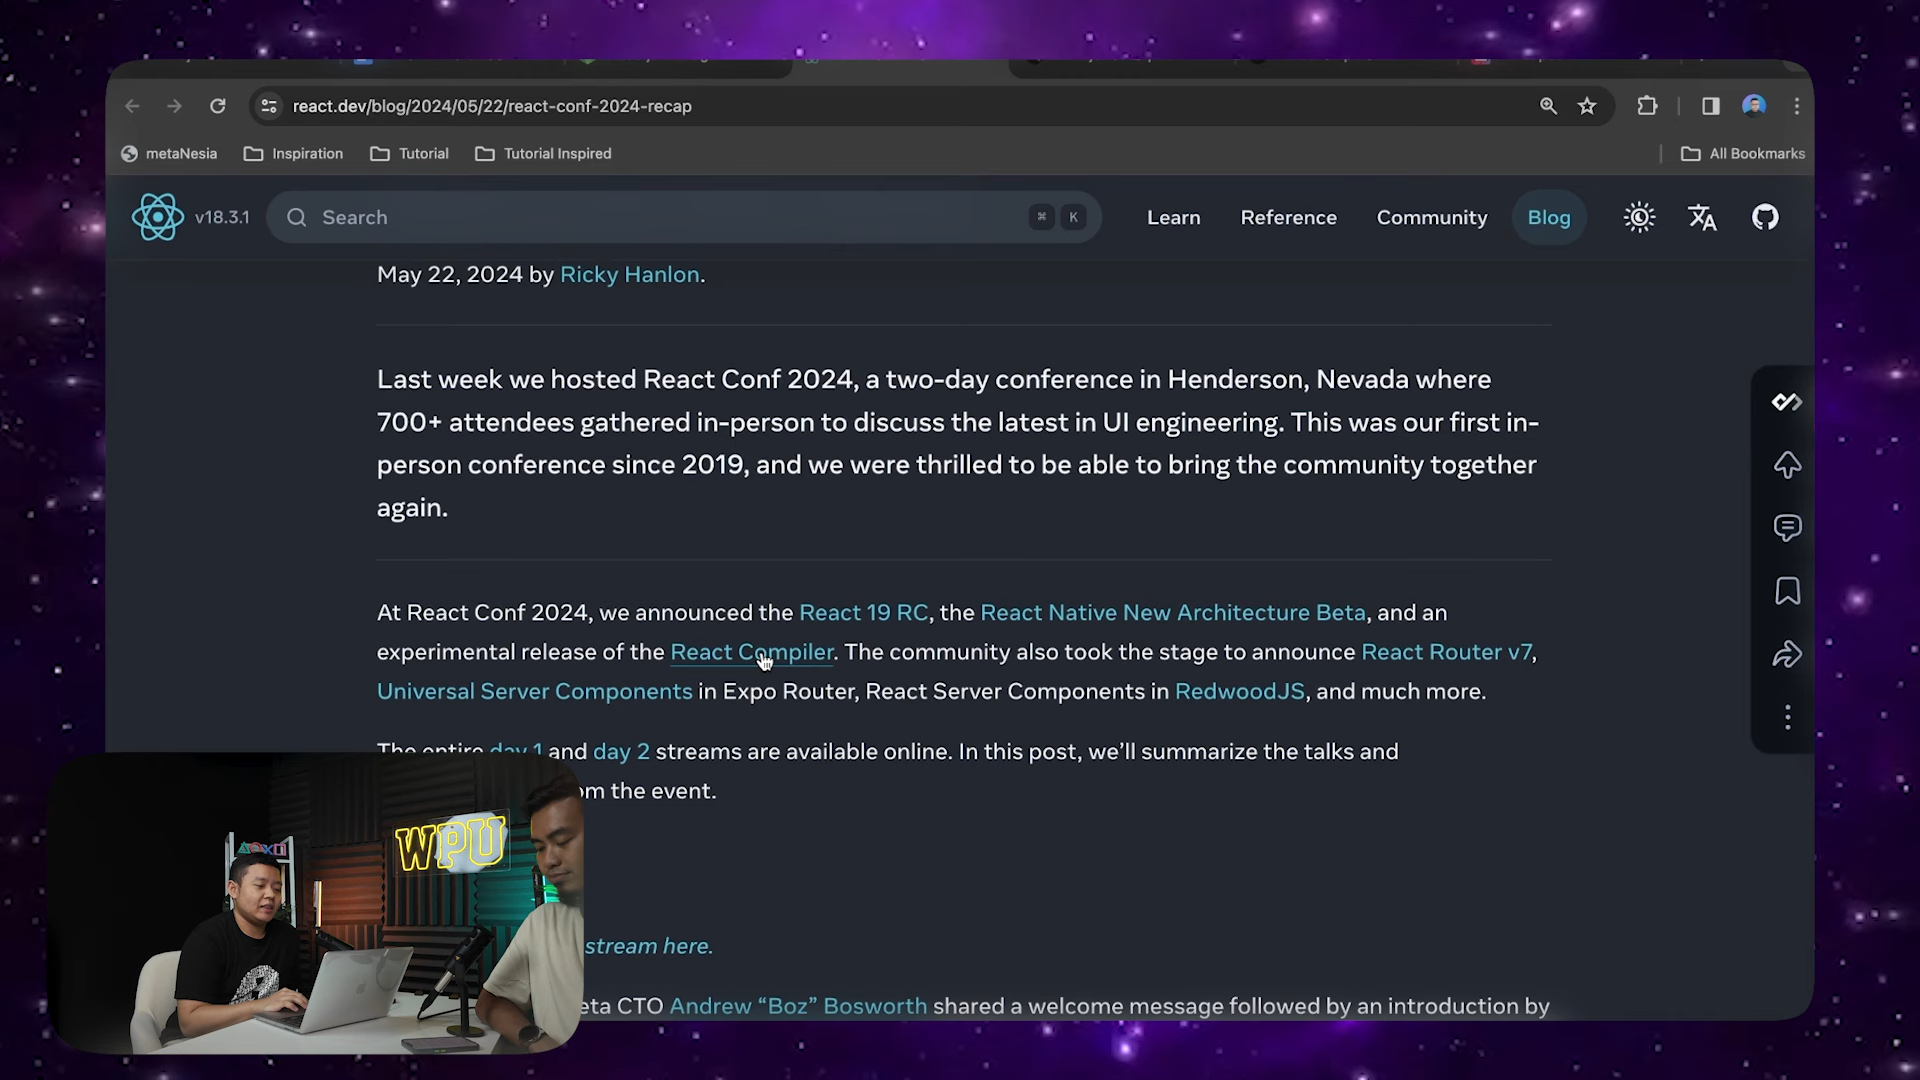 react.dev/blog/2024/05/22/react-conf-2024-recap
metaNesia Inspiration Tutorial Tutorial Inspired All Bookmarks
v18.3.1 Search ⌘ K Learn Reference Community Blog
May 22, 2024 by Ricky Hanlon.
Last week we hosted React Conf 2024, a two-day conference in Henderson, Nevada where
700+ attendees gathered in-person to discuss the latest in UI engineering. This was our first in-
person conference since 2019, and we were thrilled to be able to bring the community together
again.
At React Conf 2024, we announced the React 19 RC, the React Native New Architecture Beta, and an
experimental release of the React Compiler. The community also took the stage to announce React Router v7,
Universal Server Components in Expo Router, React Server Components in RedwoodJS, and much more.
The entire day 1 and day 2 streams are available online. In this post, we’ll summarize the talks and
om the event.
stream here.
eta CTO Andrew “Boz” Bosworth shared a welcome message followed by an introduction by
WPU